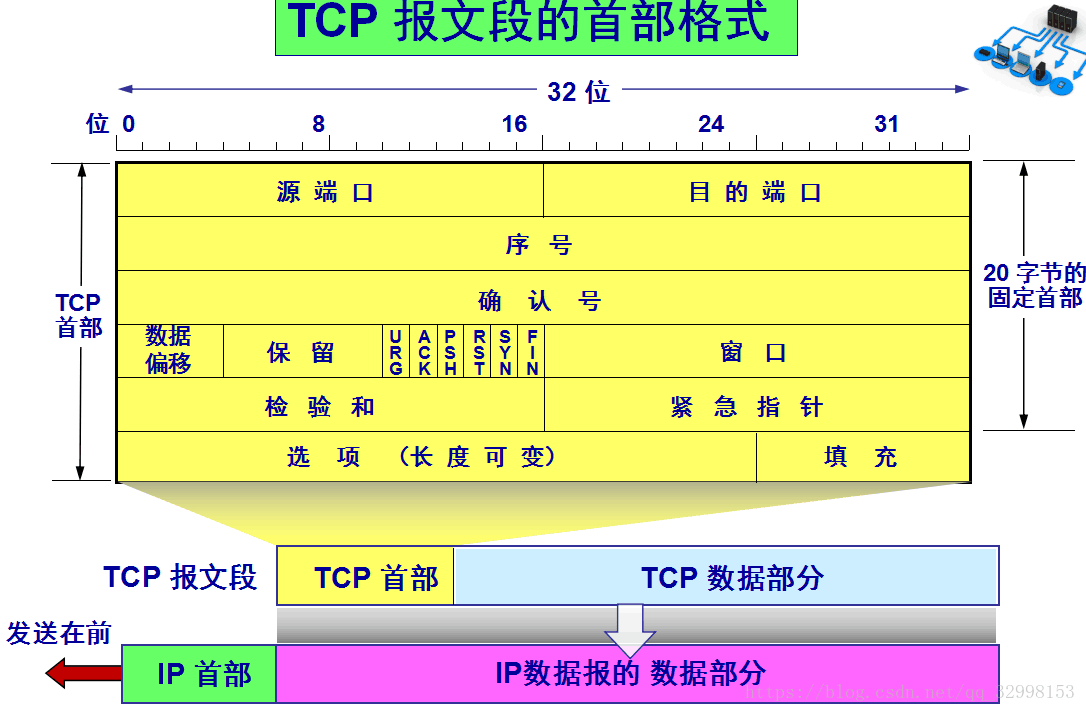 TCP 报文段的首部格式
32 位
位 0 8 16 24 31
源 端 口 目 的 端 口
序 号
确 认 号
TCP
首部
20 字节的
固定首部
数据
偏移
保 留
URG
ACK
PSH
RST
SYN
FIN
窗 口
检 验 和 紧 急 指 针
选 项 (长 度 可 变) 填 充
TCP 报文段 TCP 首部 TCP 数据部分
发送在前
IP 首部 IP数据报的 数据部分
https://blog.csdn.net/qq_32998153